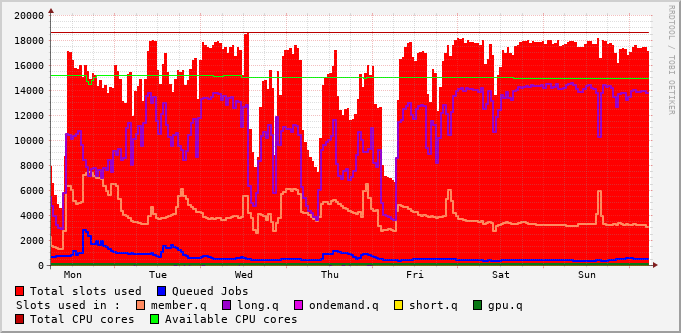 20000
18000
16000
14000
12000
10000
8000
6000
4000
2000
0
Mon Tue Wed Thu Fri Sat Sun
RRDTOOL / TOBI OETIKER
Total slots used Queued Jobs
Slots used in : member.q long.q ondemand.q short.q gpu.q
Total CPU cores Available CPU cores